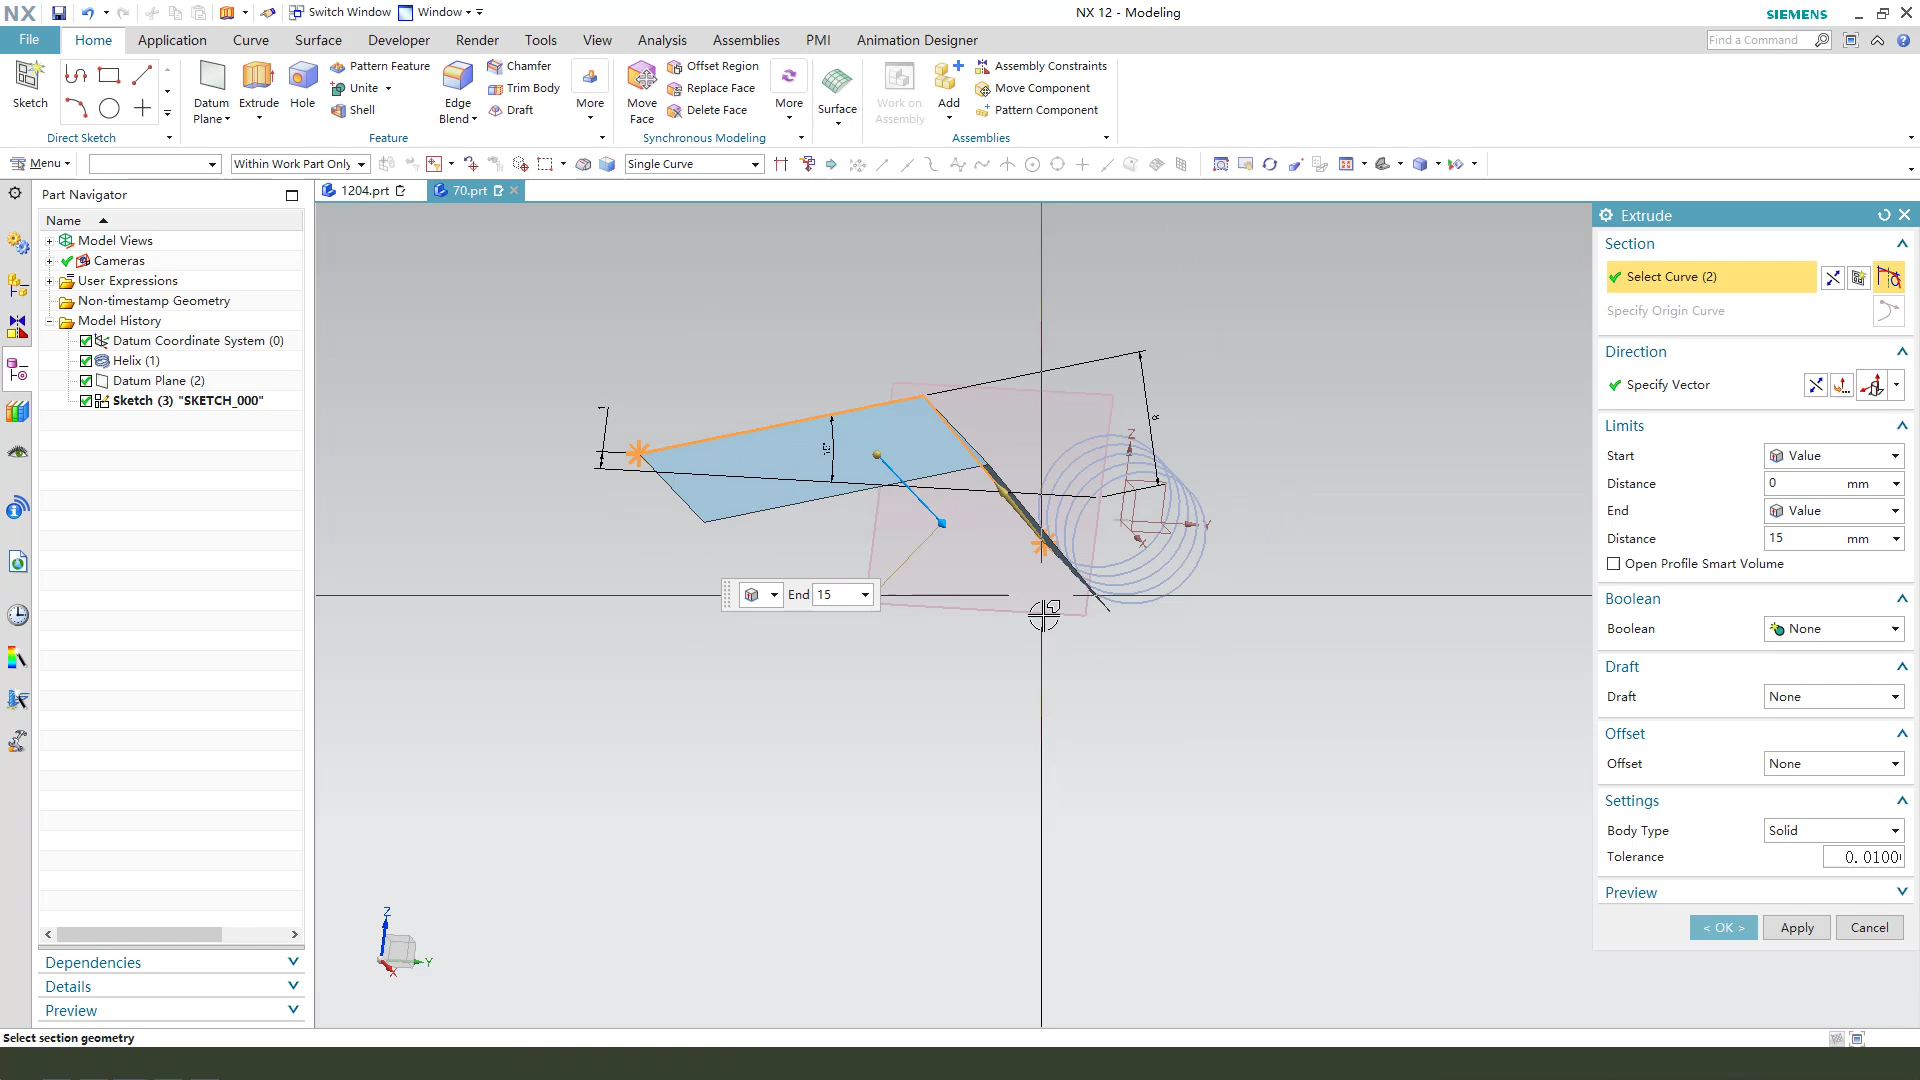 NX
Switch Window
Window
NX 12 - Modeling
SIEMENS
File
Home
Application
Curve
Surface
Developer
Render
Tools
View
Analysis
Assemblies
PMI
Animation Designer
Find a Command
Sketch
Direct Sketch
Datum Plane
Extrude
Hole
Pattern Feature
Unite
Shell
Edge Blend
Chamfer
Trim Body
Draft
More
Feature
Move Face
Offset Region
Replace Face
Delete Face
More
Synchronous Modeling
Surface
Work on Assembly
Add
Assembly Constraints
Move Component
Pattern Component
Assemblies
Menu
Within Work Part Only
Single Curve
Part Navigator
1204.prt
70.prt
Name
Model Views
Cameras
User Expressions
Non-timestamp Geometry
Model History
Datum Coordinate System (0)
Helix (1)
Datum Plane (2)
Sketch (3) "SKETCH_000"
Dependencies
Details
Preview
Z
Y
X
End 15
Z
Y
X
Extrude
Section
Select Curve (2)
Specify Origin Curve
Direction
Specify Vector
Limits
Start
Value
Distance
0 mm
End
Value
Distance
15 mm
Open Profile Smart Volume
Boolean
Boolean
None
Draft
Draft
None
Offset
Offset
None
Settings
Body Type
Solid
Tolerance
0.0100
Preview
< OK >
Apply
Cancel
Select section geometry